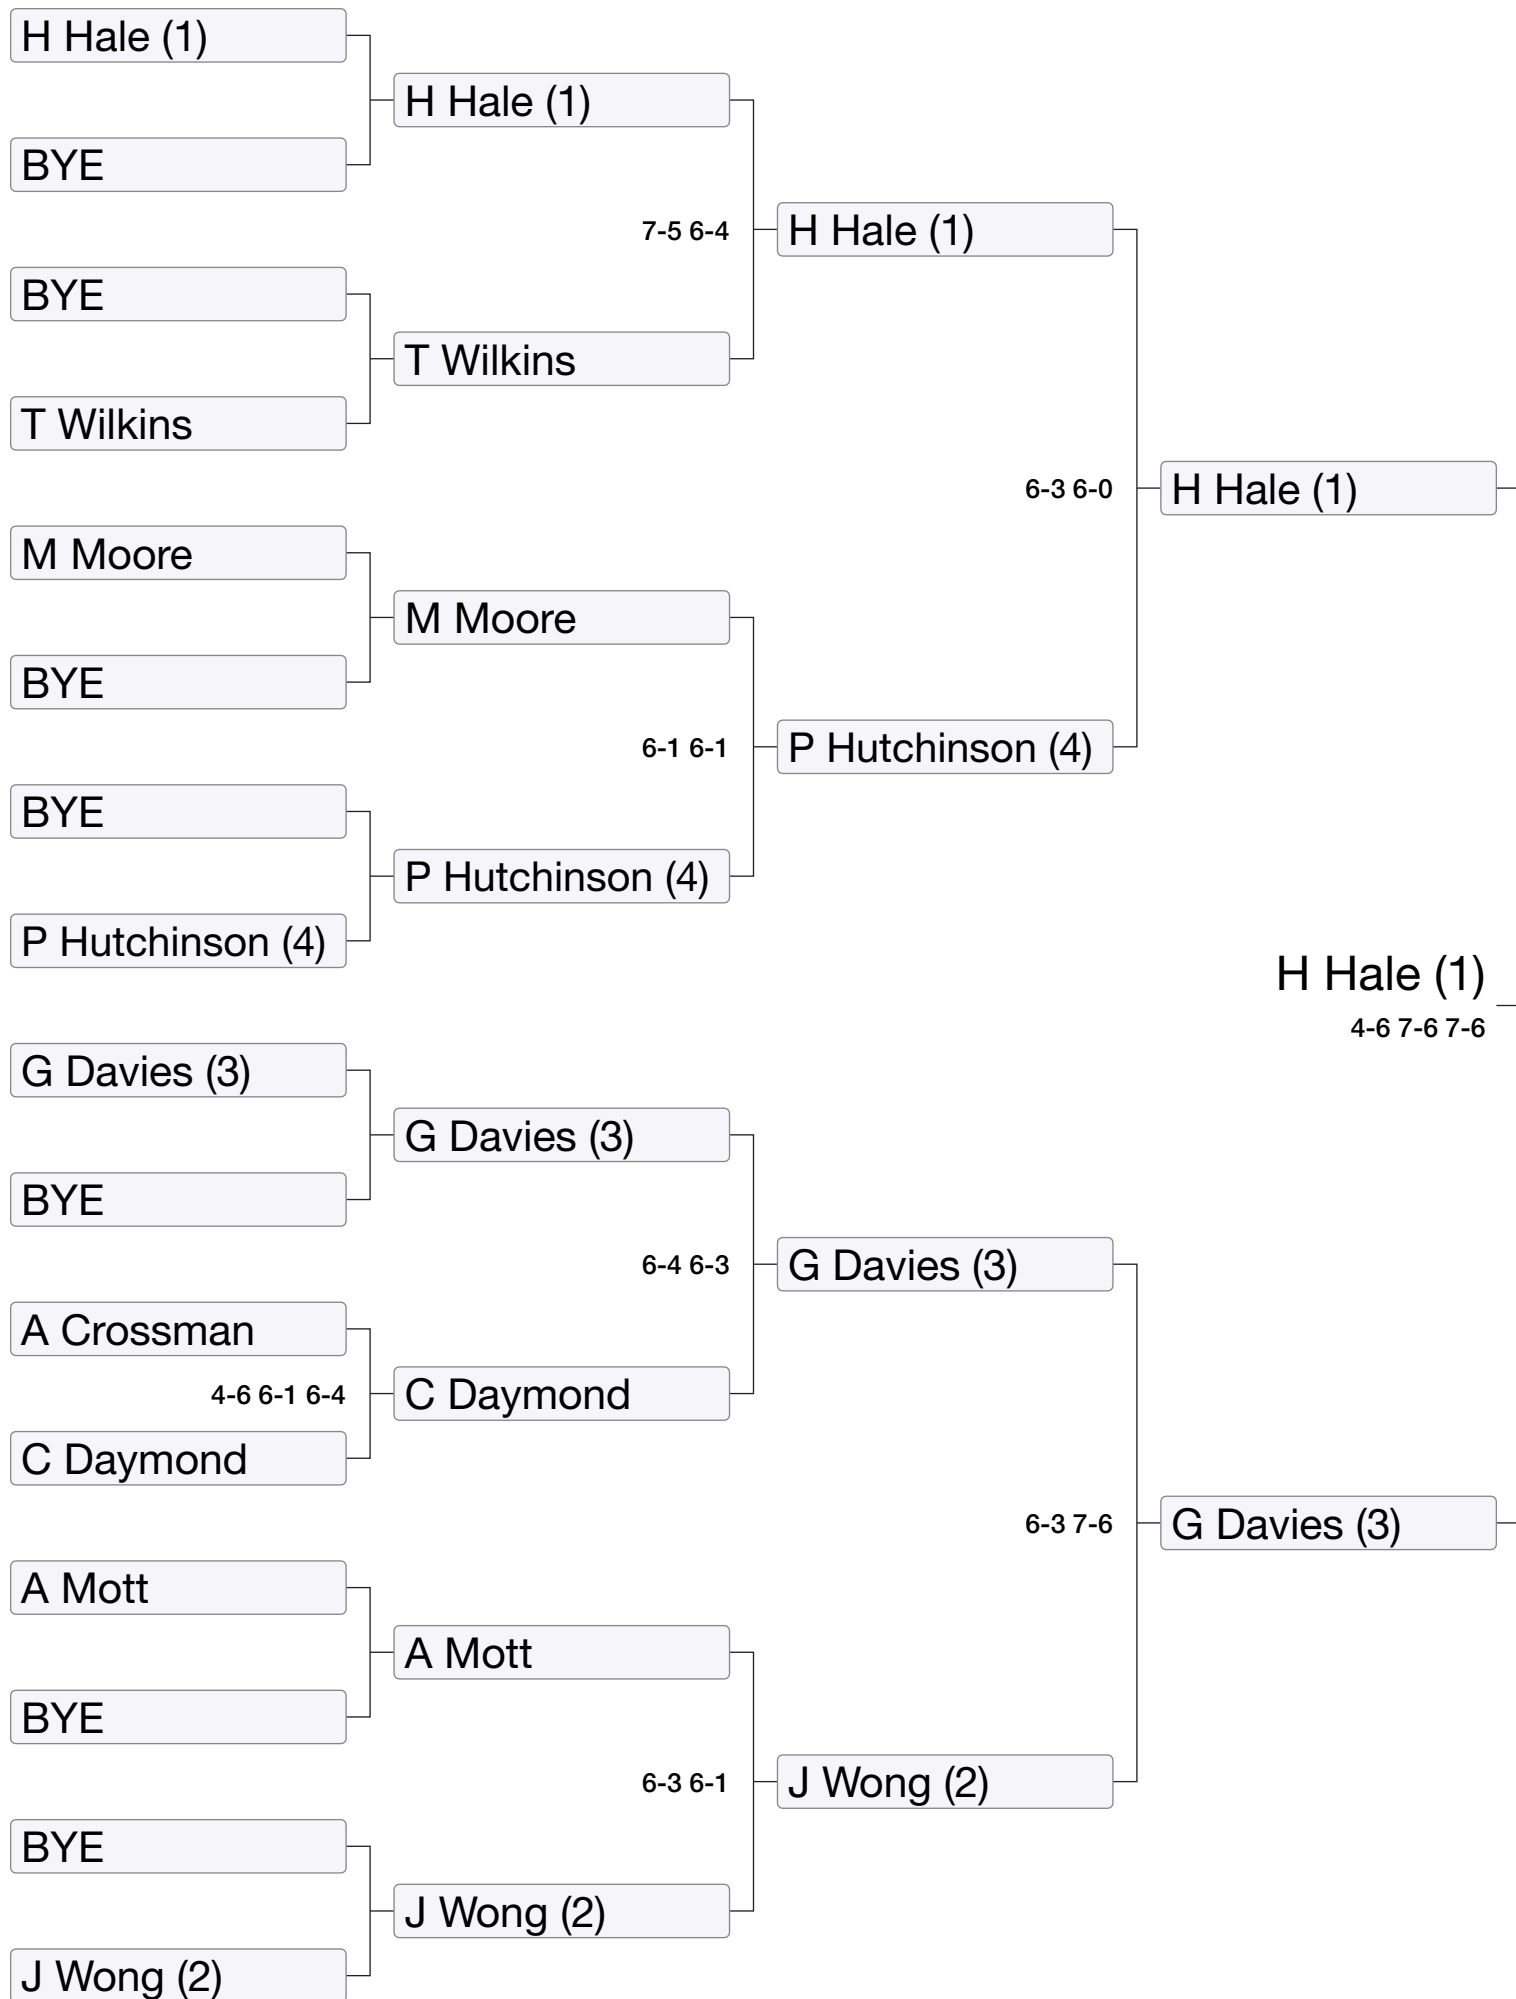 H Hale (1)
H Hale (1)
BYE
7-5 6-4
H Hale (1)
BYE
T Wilkins
T Wilkins
6-3 6-0
H Hale (1)
M Moore
M Moore
BYE
6-1 6-1
P Hutchinson (4)
BYE
P Hutchinson (4)
P Hutchinson (4)
H Hale (1)
4-6 7-6 7-6
G Davies (3)
G Davies (3)
BYE
6-4 6-3
G Davies (3)
A Crossman
4-6 6-1 6-4
C Daymond
C Daymond
6-3 7-6
G Davies (3)
A Mott
A Mott
BYE
6-3 6-1
J Wong (2)
BYE
J Wong (2)
J Wong (2)